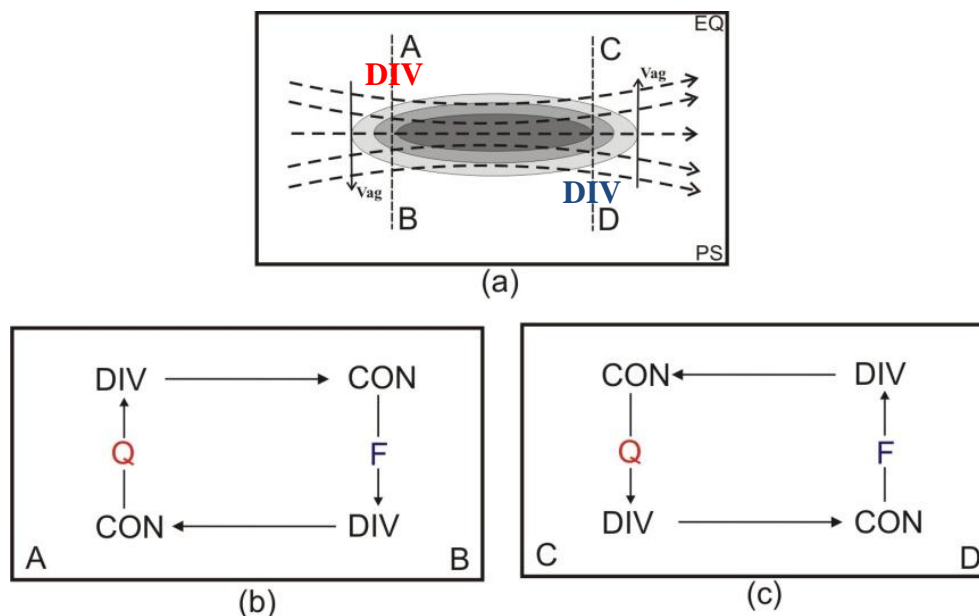 EQ
A C
DIV Vag
Vag DIV
B D
PS
(a)
DIV CON
Q F
CON DIV
A B
(b)
CON DIV
Q F
DIV CON
C D
(c)